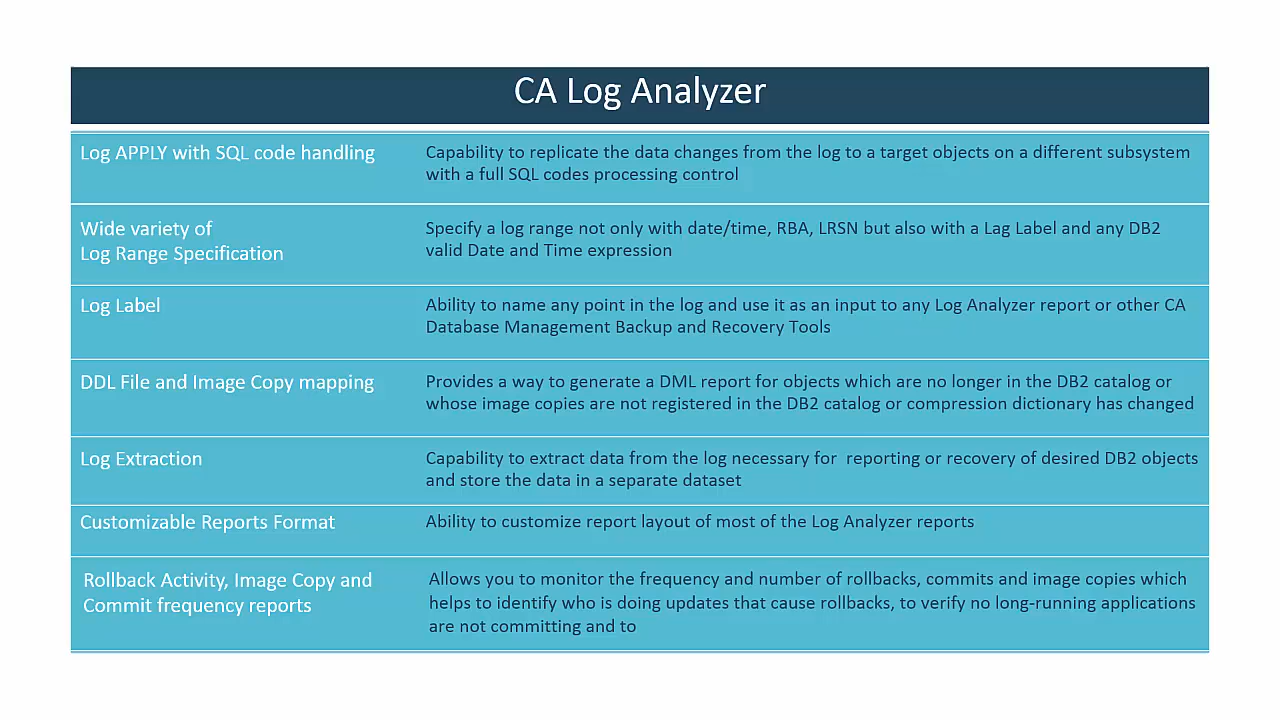 CA Log Analyzer
Log APPLY with SQL code handling
Capability to replicate the data changes from the log to a target objects on a different subsystem
with a full SQL codes processing control
Wide variety of
Log Range Specification
Specify a log range not only with date/time, RBA, LRSN but also with a Lag Label and any DB2
valid Date and Time expression
Log Label
Ability to name any point in the log and use it as an input to any Log Analyzer report or other CA
Database Management Backup and Recovery Tools
DDL File and Image Copy mapping
Provides a way to generate a DML report for objects which are no longer in the DB2 catalog or
whose image copies are not registered in the DB2 catalog or compression dictionary has changed
Log Extraction
Capability to extract data from the log necessary for  reporting or recovery of desired DB2 objects
and store the data in a separate dataset
Customizable Reports Format
Ability to customize report layout of most of the Log Analyzer reports
Rollback Activity, Image Copy and
Commit frequency reports
Allows you to monitor the frequency and number of rollbacks, commits and image copies which
helps to identify who is doing updates that cause rollbacks, to verify no long-running applications
are not committing and to